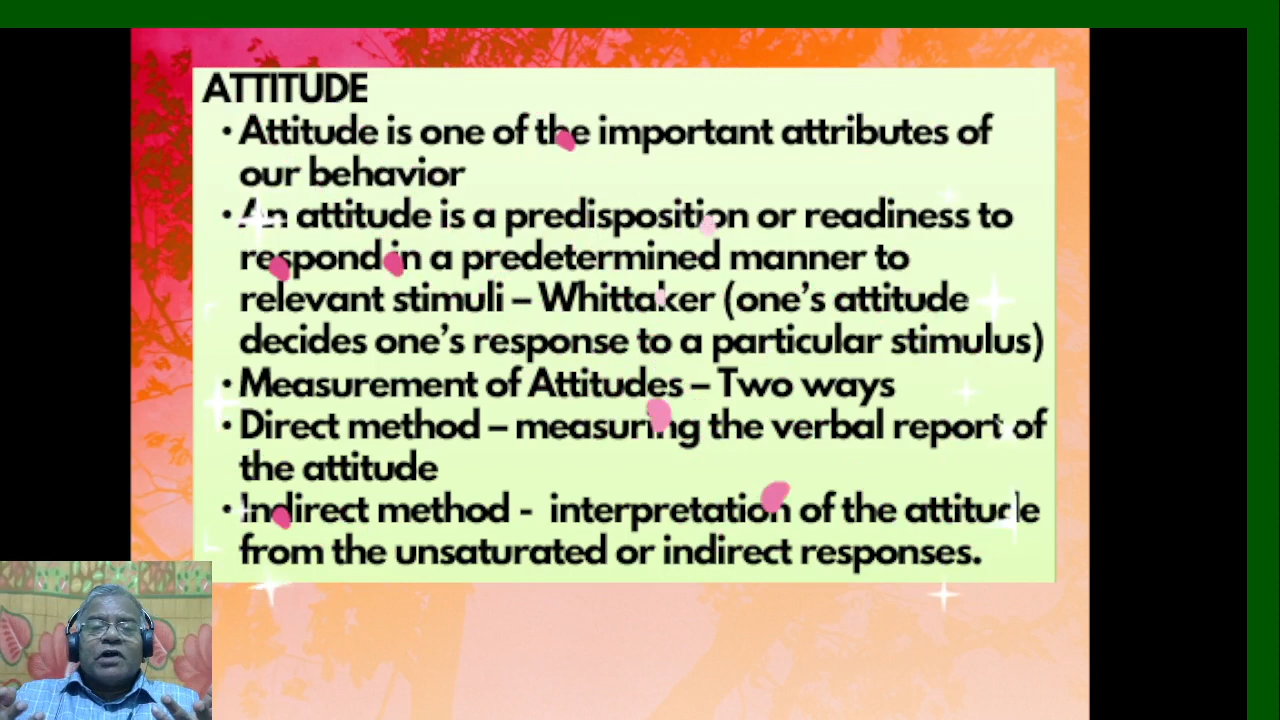 ATTITUDE
• Attitude is one of the important attributes of
our behavior
• An attitude is a predisposition or readiness to
respond in a predetermined manner to
relevant stimuli – Whittaker (one's attitude
decides one's response to a particular stimulus)
• Measurement of Attitudes – Two ways
• Direct method – measuring the verbal report of
the attitude
• Indirect method - interpretation of the attitude
from the unsaturated or indirect responses.